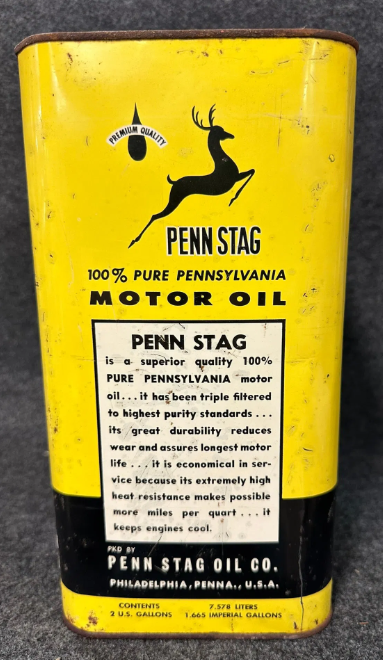 PREMIUM QUALITY
PENN STAG
100% PURE PENNSYLVANIA
MOTOR OIL
PENN STAG
is a superior quality 100%
PURE PENNSYLVANIA motor
oil...it has been triple filtered
to highest purity standards...
its great durability reduces
wear and assures longest motor
life...it is economical in ser-
vice because its extremely high
heat resistance makes possible
more miles per quart...it
keeps engines cool.
PKD BY
PENN STAG OIL CO.
PHILADELPHIA, PENNA., U.S.A.
CONTENTS 7.578 LITERS
2 U.S. GALLONS 1.665 IMPERIAL GALLONS